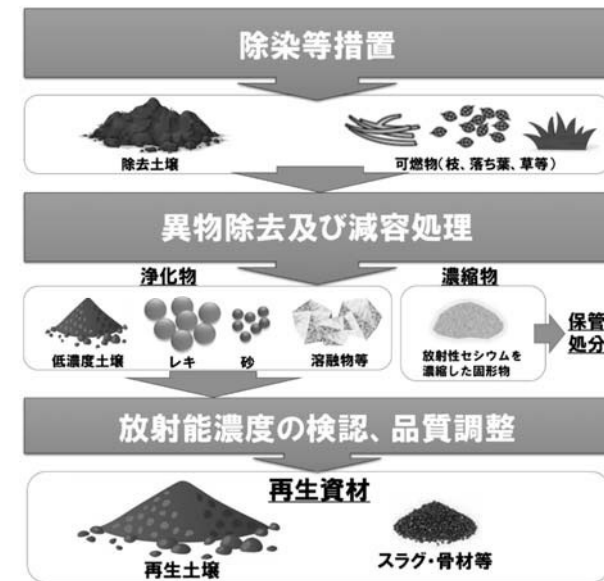 除染等措置
除去土壌
可燃物(枝、落ち葉、草等)
異物除去及び減容処理
浄化物
濃縮物
低濃度土壌
レキ
砂
溶融物等
放射性セシウムを
濃縮した固形物
保管
処分
放射能濃度の検認、品質調整
再生資材
再生土壌
スラグ・骨材等